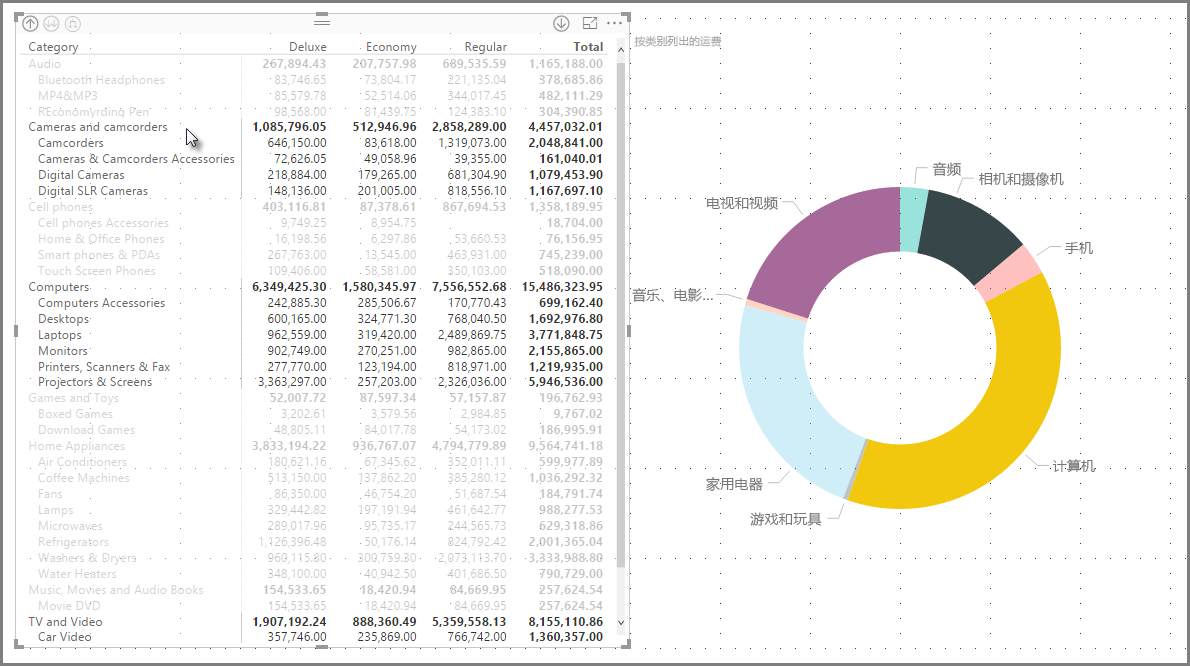 Category Deluxe Economy Regular Total
Audio 267,894.43 207,757.98 689,535.59 1,165,188.00
Bluetooth Headphones 83,746.65 73,804.17 221,135.04 378,685.86
MP4&MP3 85,579.78 52,514.06 344,017.45 482,111.29
REconomyrding Pen 98,568.00 81,439.75 124,383.10 304,390.85
Cameras and camcorders 1,085,796.05 512,946.96 2,858,289.00 4,457,032.01
Camcorders 646,150.00 83,618.00 1,319,073.00 2,048,841.00
Cameras & Camcorders Accessories 72,626.05 49,058.96 39,355.00 161,040.01
Digital Cameras 218,884.00 179,265.00 681,304.90 1,079,453.90
Digital SLR Cameras 148,136.00 201,005.00 818,556.10 1,167,697.10
Cell phones 403,116.81 87,378.61 867,694.53 1,358,189.95
Cell phones Accessories 9,749.25 8,954.75 18,704.00
Home & Office Phones 16,198.56 6,297.86 53,660.53 76,156.95
Smart phones & PDAs 267,763.00 13,545.00 463,931.00 745,239.00
Touch Screen Phones 109,406.00 58,581.00 350,103.00 518,090.00
Computers 6,349,425.30 1,580,345.97 7,556,552.68 15,486,323.95
Computers Accessories 242,885.30 285,506.67 170,770.43 699,162.40
Desktops 600,165.00 324,771.30 768,040.50 1,692,976.80
Laptops 962,559.00 319,420.00 2,489,869.75 3,771,848.75
Monitors 902,749.00 270,251.00 982,865.00 2,155,865.00
Printers, Scanners & Fax 277,770.00 123,194.00 818,971.00 1,219,935.00
Projectors & Screens 3,363,297.00 257,203.00 2,326,036.00 5,946,536.00
Games and Toys 52,007.72 87,597.34 57,157.87 196,762.93
Boxed Games 3,202.61 3,579.56 2,984.85 9,767.02
Download Games 48,805.11 84,017.78 54,173.02 186,995.91
Home Appliances 3,833,194.22 936,767.07 4,794,779.89 9,564,741.18
Air Conditioners 180,621.16 67,345.62 352,011.11 599,977.89
Coffee Machines 513,150.00 137,862.20 385,280.12 1,036,292.32
Fans 86,350.00 46,754.20 51,687.54 184,791.74
Lamps 329,442.82 197,191.94 461,642.77 988,277.53
Microwaves 289,017.96 95,735.17 244,565.73 629,318.86
Refrigerators 1,126,396.48 50,176.14 824,792.42 2,001,365.04
Washers & Dryers 960,115.80 300,759.80 2,073,113.70 3,333,988.80
Water Heaters 348,100.00 40,942.50 401,686.50 790,729.00
Music, Movies and Audio Books 154,533.65 18,420.94 84,669.95 257,624.54
Movie DVD 154,533.65 18,420.94 84,669.95 257,624.54
TV and Video 1,907,192.24 888,360.49 5,359,558.13 8,155,110.86
Car Video 357,746.00 235,869.00 766,742.00 1,360,357.00
按类别列出的运费
音频
相机和摄像机
电视和视频
手机
音乐、电影...
计算机
家用电器
游戏和玩具